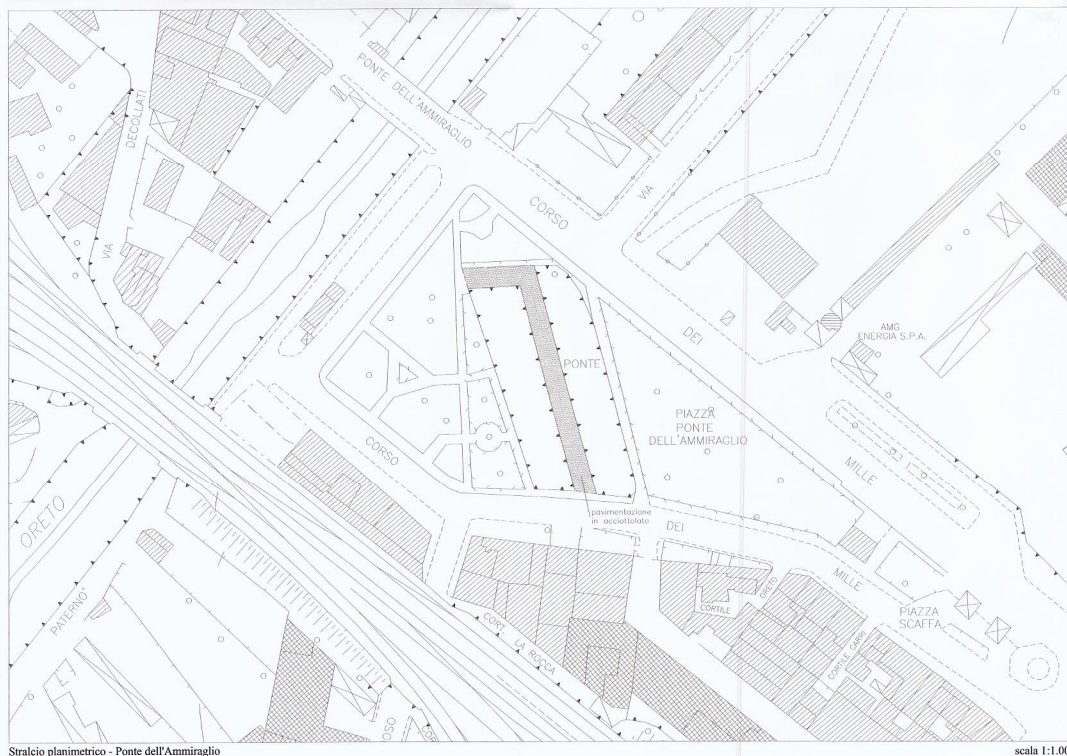 PONTE DELL'AMMIRAGLIO
VIA
DECOLLATI
CORSO
VIA
DEI
AMG
ENERGIA S.P.A.
PONTE
PIAZZA
PONTE
DELL'AMMIRAGLIO
CORSO
MILLE
ORETO
pavimentazione
in acciottolato
DEI
MILLE
PATERNO'
CORT. LA ROCCA
CORTILE
ORETO
PIAZZA
SCAFFA
CORTILE CARRI
Stralcio planimetrico - Ponte dell'Ammiraglio